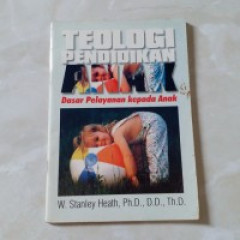 TEOLOGI
PENDIDIKAN
ANAK
Dasar Pelayanan kepada Anak
W. Stanley Heath, Ph.D., D.D., Th.D.